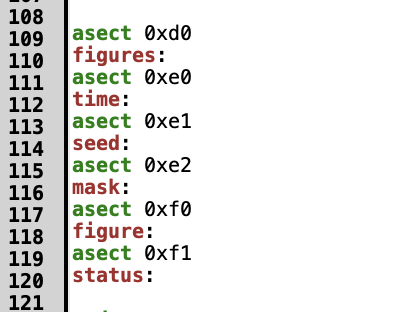 108
109 asect 0xd0
110 figures:
111 asect 0xe0
112 time:
113 asect 0xe1
114 seed:
115 asect 0xe2
116 mask:
117 asect 0xf0
118 figure:
119 asect 0xf1
120 status:
121